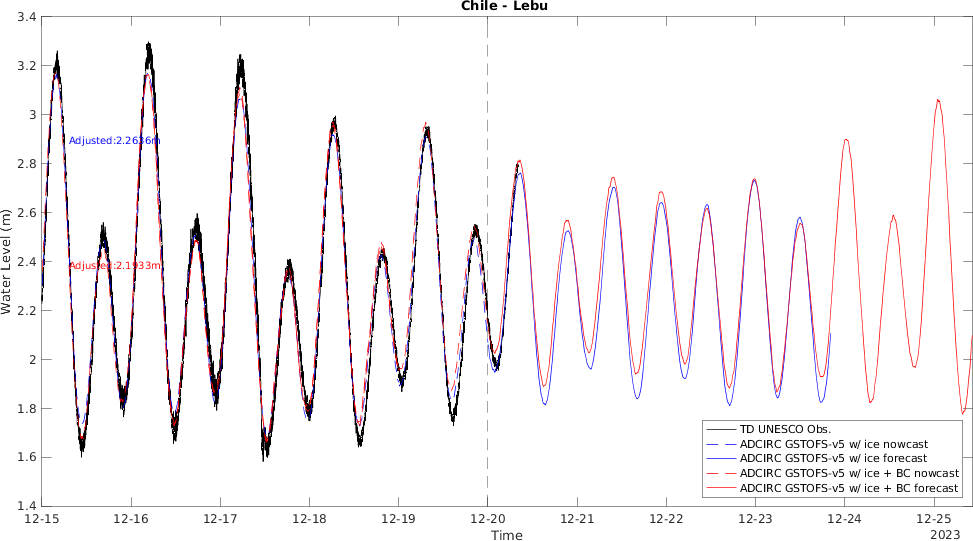 Chile - Lebu
3.4
3.2
3
2.8
2.6
2.4
2.2
2
1.8
1.6
1.4
Water Level (m)
Adjusted:2.2636m
Adjusted:2.1933m
TD UNESCO Obs.
ADCIRC GSTOFS-v5 w/ ice nowcast
ADCIRC GSTOFS-v5 w/ ice forecast
ADCIRC GSTOFS-v5 w/ ice + BC nowcast
ADCIRC GSTOFS-v5 w/ ice + BC forecast
12-15 12-16 12-17 12-18 12-19 12-20 12-21 12-22 12-23 12-24 12-25
Time
2023